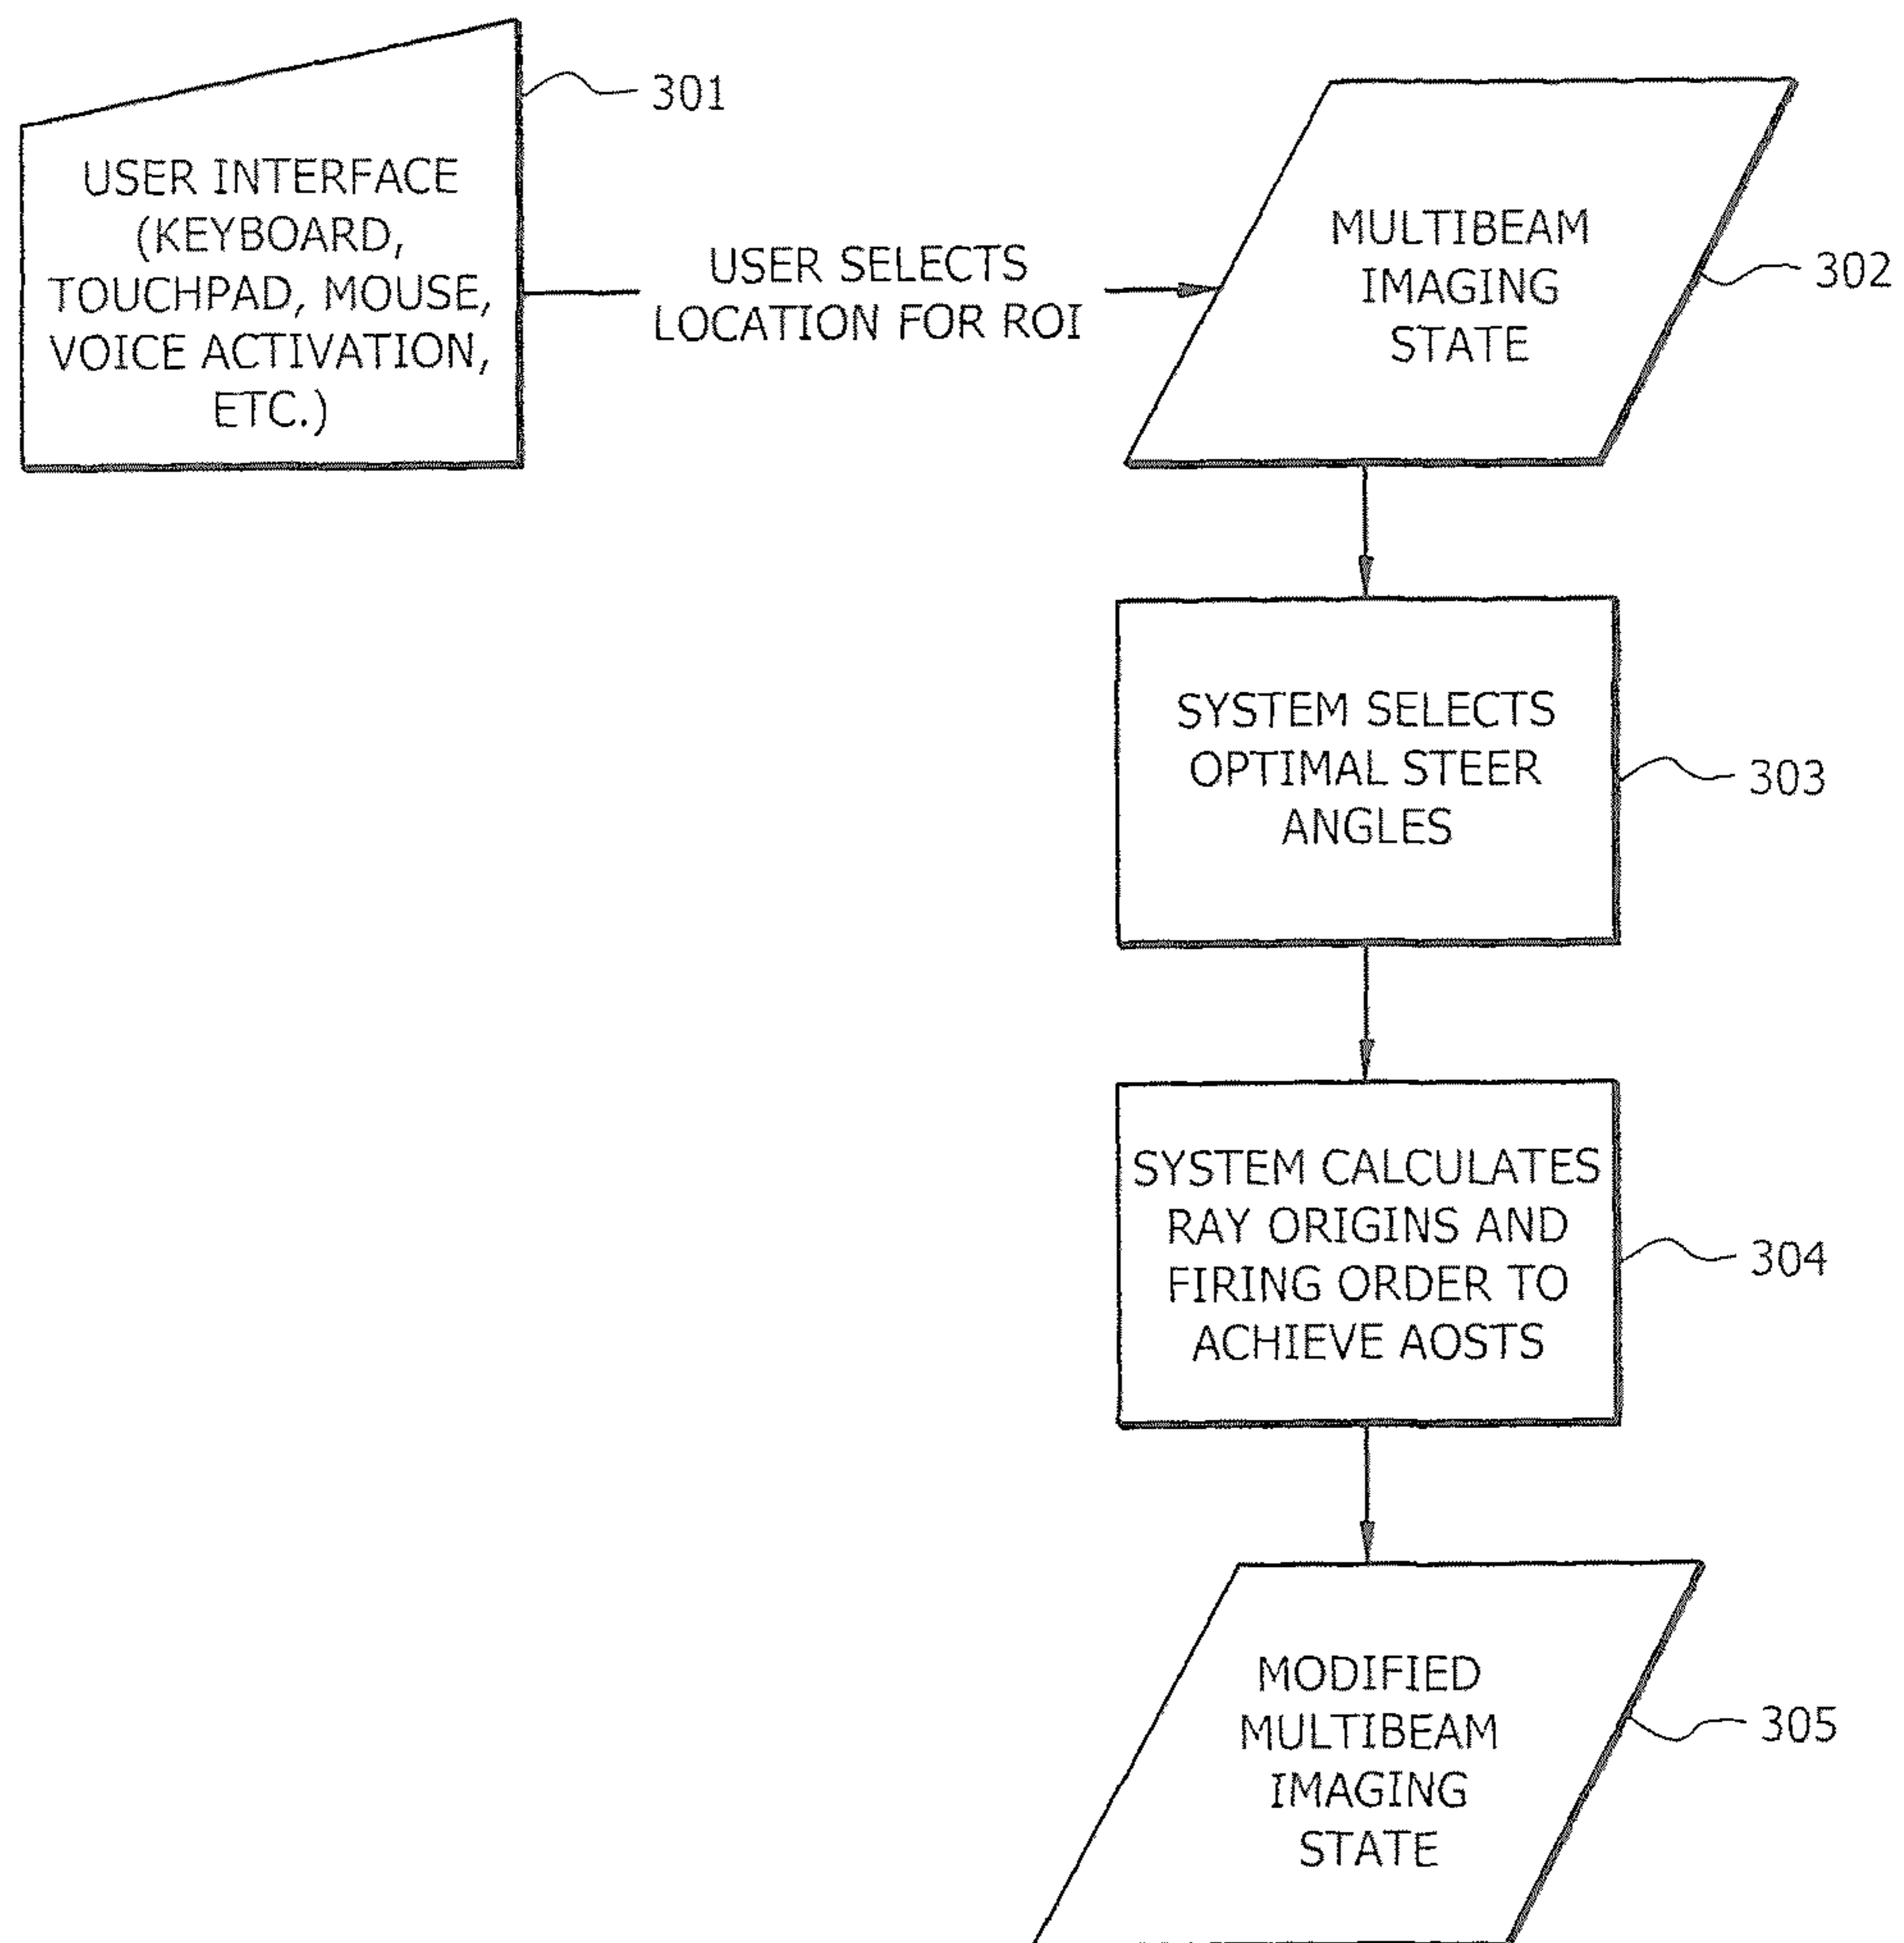 301
USER INTERFACE
(KEYBOARD,
TOUCHPAD, MOUSE,
VOICE ACTIVATION,
ETC.)
USER SELECTS
LOCATION FOR ROI
MULTIBEAM
IMAGING
STATE
302
SYSTEM SELECTS
OPTIMAL STEER
ANGLES
303
SYSTEM CALCULATES
RAY ORIGINS AND
FIRING ORDER TO
ACHIEVE AOSTS
304
MODIFIED
MULTIBEAM
IMAGING
STATE
305